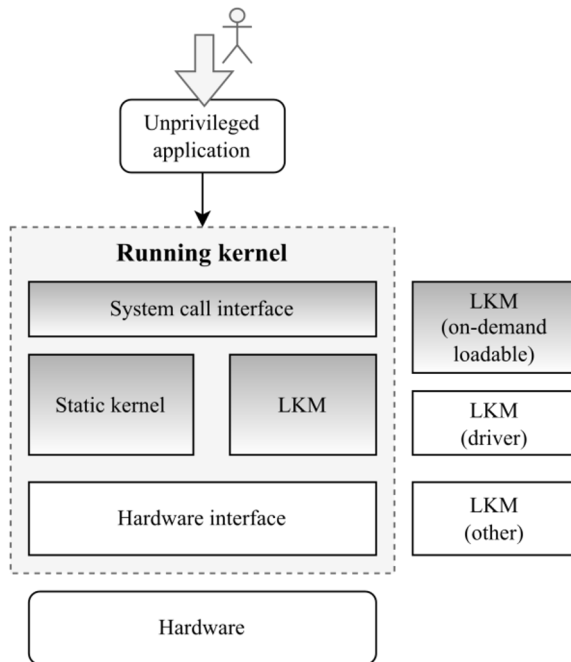 Unprivileged
application
Running kernel
System call interface
Static kernel
LKM
Hardware interface
Hardware
LKM
(on-demand
loadable)
LKM
(driver)
LKM
(other)